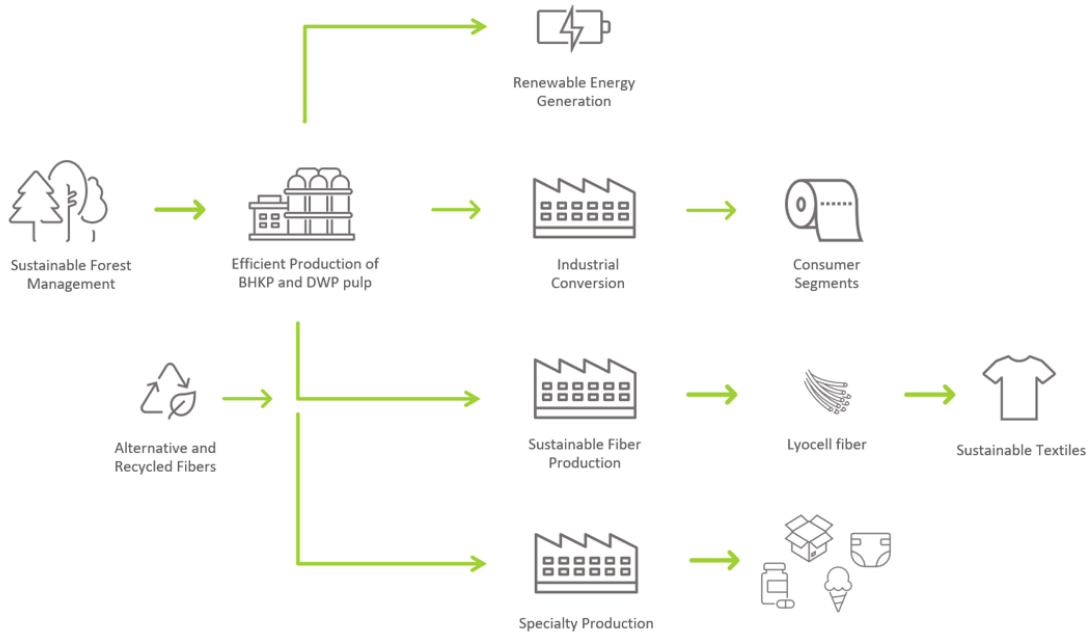 Renewable Energy
Generation
Sustainable Forest
Management
Efficient Production of
BHKP and DWP pulp
Industrial
Conversion
Consumer
Segments
Alternative and
Recycled Fibers
Sustainable Fiber
Production
Lyocell fiber
Sustainable Textiles
Specialty Production